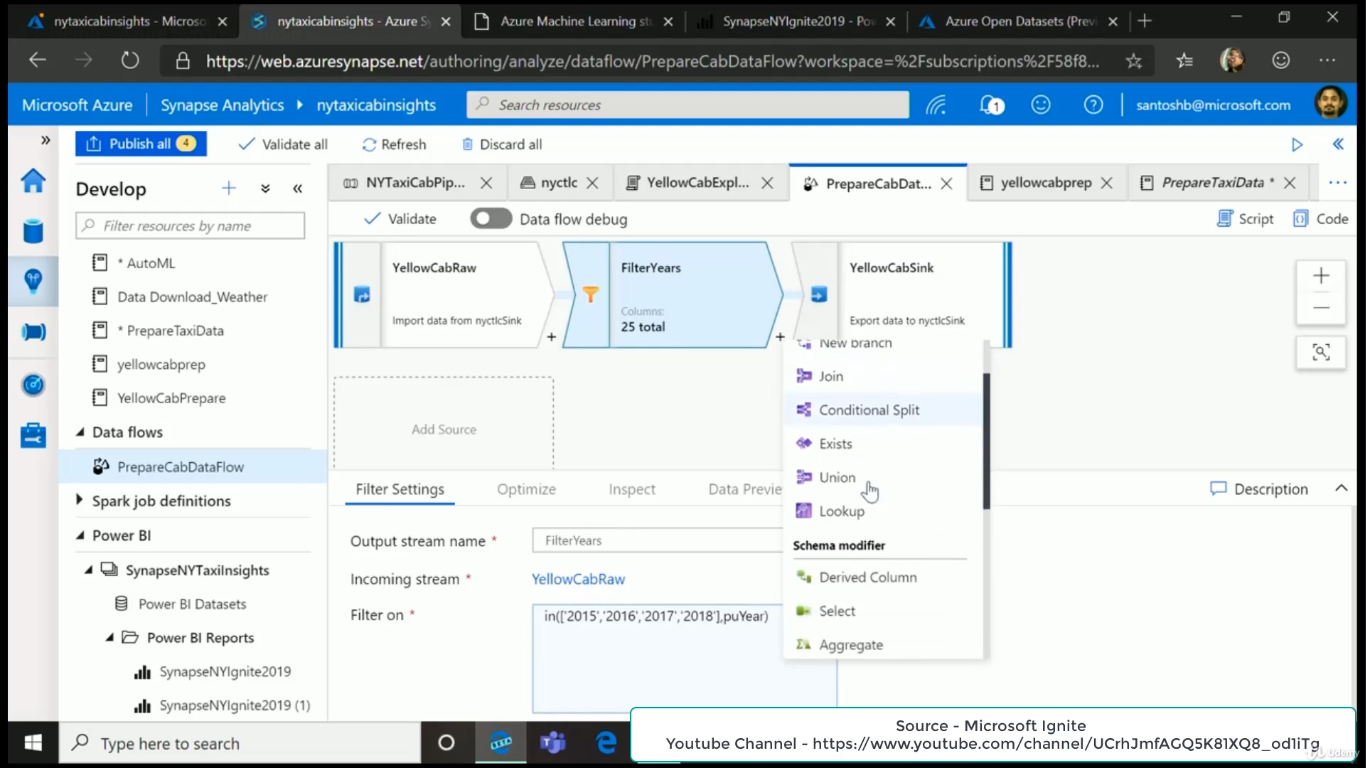 nytaxicabinsights - Microso
nytaxicabinsights - Azure Sy
Azure Machine Learning st
SynapseNYIgnite2019 - Po
Azure Open Datasets (Previ
https://web.azuresynapse.net/authoring/analyze/dataflow/PrepareCabDataFlow?workspace=%2Fsubscriptions%2F58f8...
Microsoft Azure
Synapse Analytics
nytaxicabinsights
Search resources
1
santoshb@microsoft.com
Publish all 4
Validate all
Refresh
Discard all
Develop
Filter resources by name
* AutoML
Data Download_Weather
* PrepareTaxiData
yellowcabprep
YellowCabPrepare
Data flows
PrepareCabDataFlow
Spark job definitions
Power BI
SynapseNYTaxiInsights
Power BI Datasets
Power BI Reports
SynapseNYIgnite2019
SynapseNYIgnite2019 (1)
NYTaxiCabPip...
nyctlc
YellowCabExpl...
PrepareCabDat...
yellowcabprep
PrepareTaxiData *
Validate
Data flow debug
Script
Code
YellowCabRaw
Import data from nyctlcSink
FilterYears
Columns:
25 total
YellowCabSink
Export data to nyctlcSink
Add Source
New branch
Join
Conditional Split
Exists
Union
Lookup
Schema modifier
Derived Column
Select
Aggregate
Filter Settings
Optimize
Inspect
Data Previe
Description
Output stream name *
FilterYears
Incoming stream *
YellowCabRaw
Filter on *
in(['2015','2016','2017','2018'],puYear)
Type here to search
Source - Microsoft Ignite
Youtube Channel - https://www.youtube.com/channel/UCrhJmfAGQ5K81XQ8_od1iTg
Udemy